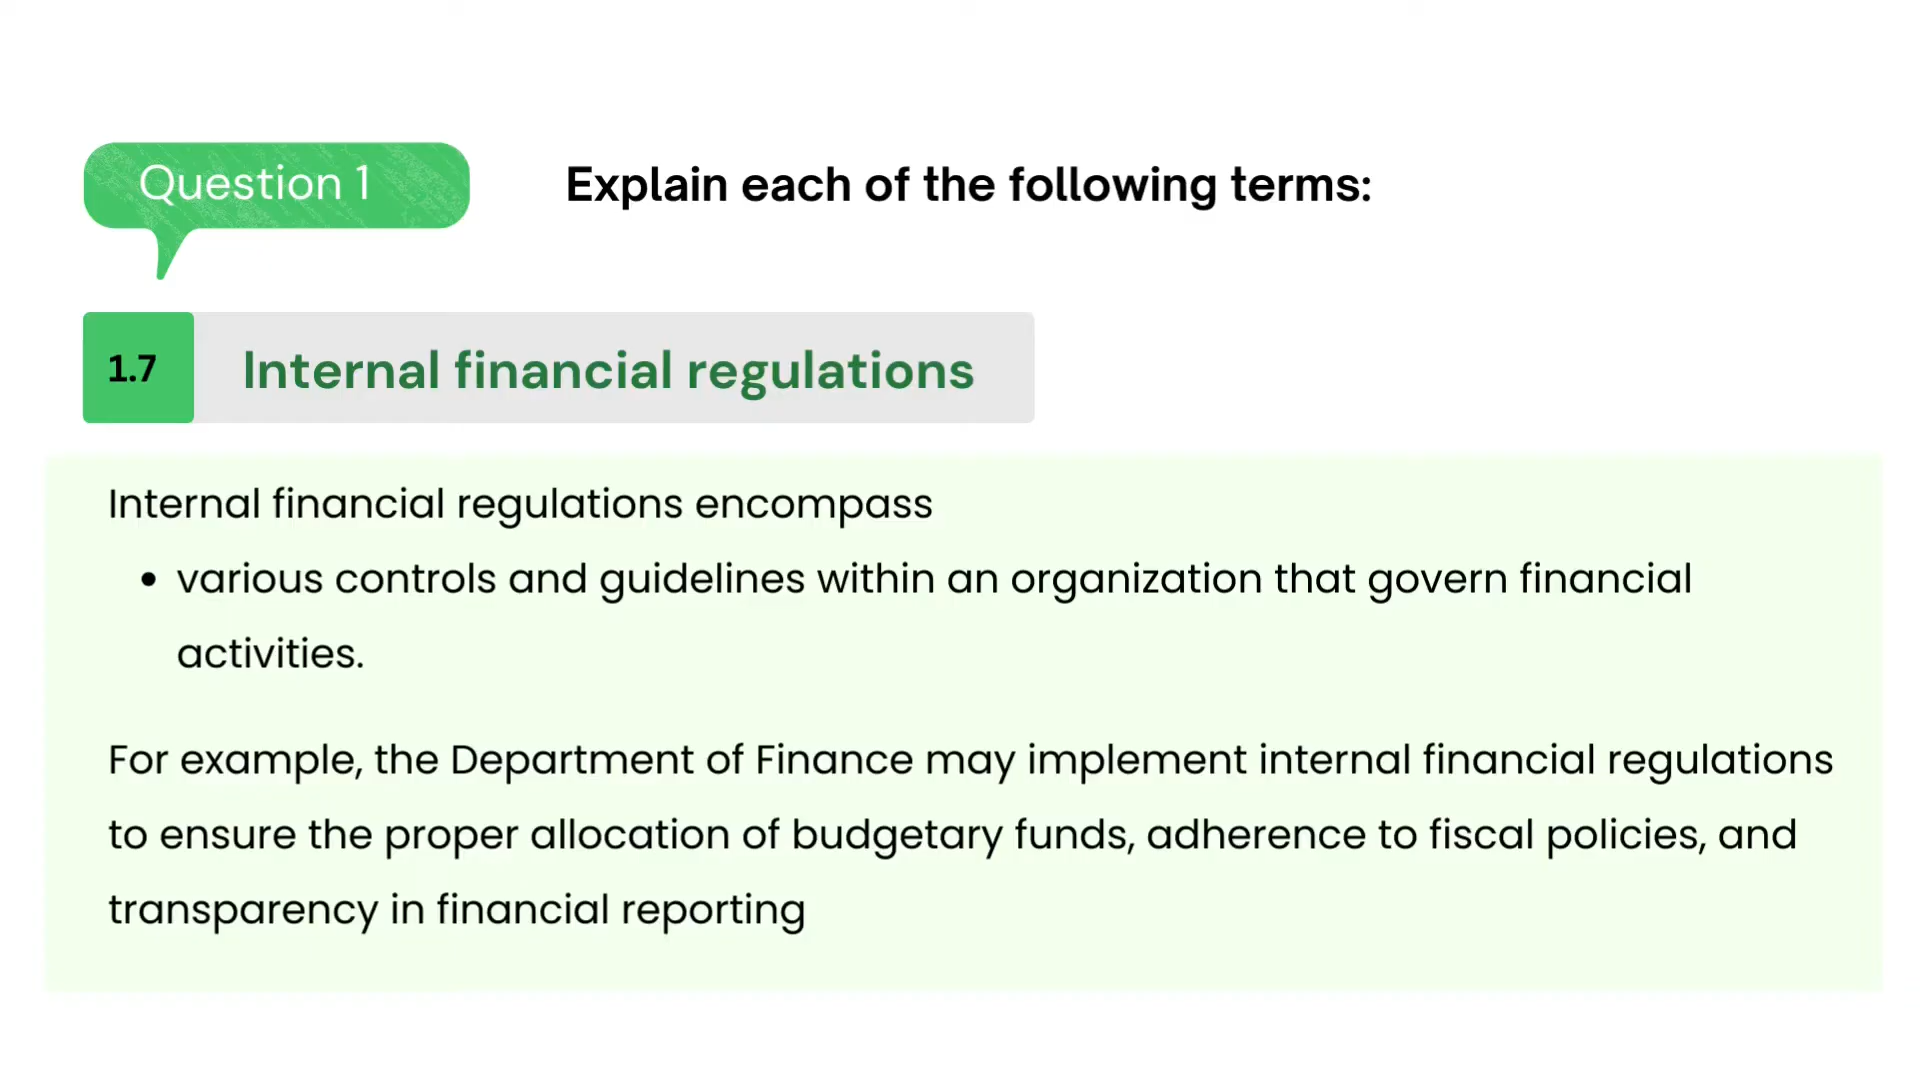 Question 1
Explain each of the following terms:
1.7
Internal financial regulations
Internal financial regulations encompass
• various controls and guidelines within an organization that govern financial
activities.
For example, the Department of Finance may implement internal financial regulations
to ensure the proper allocation of budgetary funds, adherence to fiscal policies, and
transparency in financial reporting